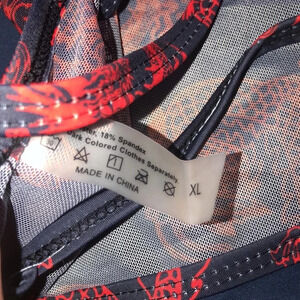 18% Spandex
Colored Clothes Separately
MADE IN CHINA
XL